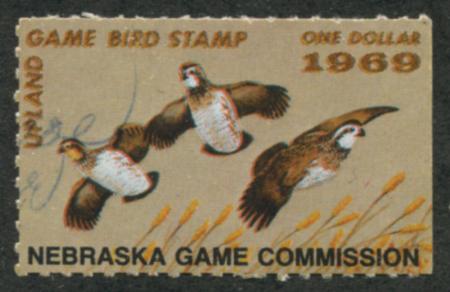 UPLAND
GAME BIRD STAMP
ONE DOLLAR
1969
NEBRASKA GAME COMMISSION